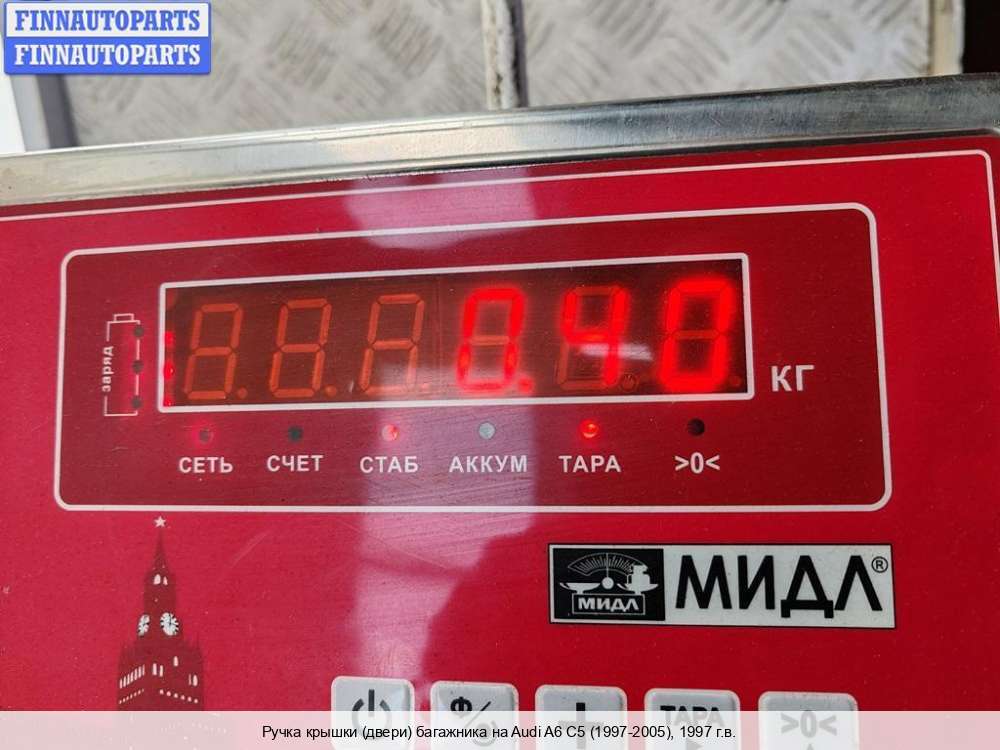 FINNAUTOPARTS
FINNAUTOPARTS
заряд
0.40
КГ
СЕТЬ СЧЕТ СТАБ АККУМ ТАРА >0<
МИДЛ МИДЛ®
Ф/ + ТАРА >0<
Ручка крышки (двери) багажника на Audi A6 C5 (1997-2005), 1997 г.в.